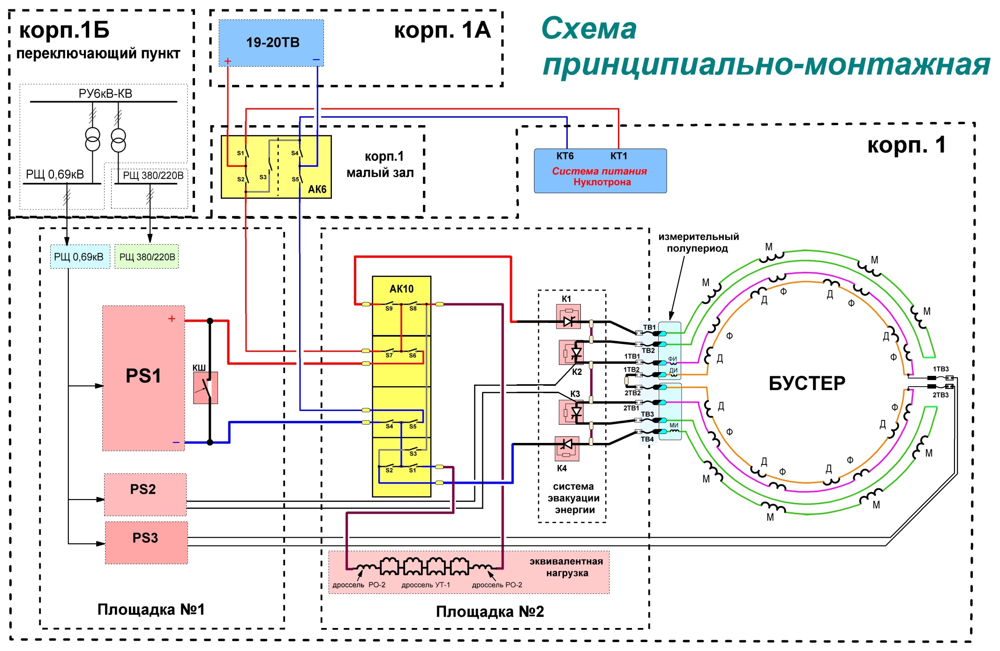 корп.1Б
переключающий пункт
РУ6кВ-КВ
РЩ 0,69кВ
РЩ 380/220В
корп. 1А
19-20ТВ
+
−
Схема
принципиально-монтажная
S1
S2
S3
S4
S5
АК6
корп.1
малый зал
корп. 1
КТ6
КТ1
Система питания
Нуклотрона
РЩ 0,69кВ
РЩ 380/220В
PS1
+
−
КШ
PS2
PS3
Площадка №1
АК10
S9
S8
S7
S6
S4
S5
S3
S2
S1
К1
К2
К3
К4
система
эвакуации
энергии
эквивалентная
нагрузка
дроссель РО-2
дроссель УТ-1
дроссель РО-2
Площадка №2
измерительный
полупериод
ТВ1
ТВ2
1ТВ1
1ТВ2
2ТВ2
2ТВ1
ТВ3
ТВ4
ФИ
ДИ
МИ
М
М
М
М
Ф
Д
Д
Ф
Ф
Д
Д
Ф
БУСТЕР
1ТВ3
2ТВ3
Д
Ф
Ф
Д
Д
Ф
Д
Ф
М
М
М
М